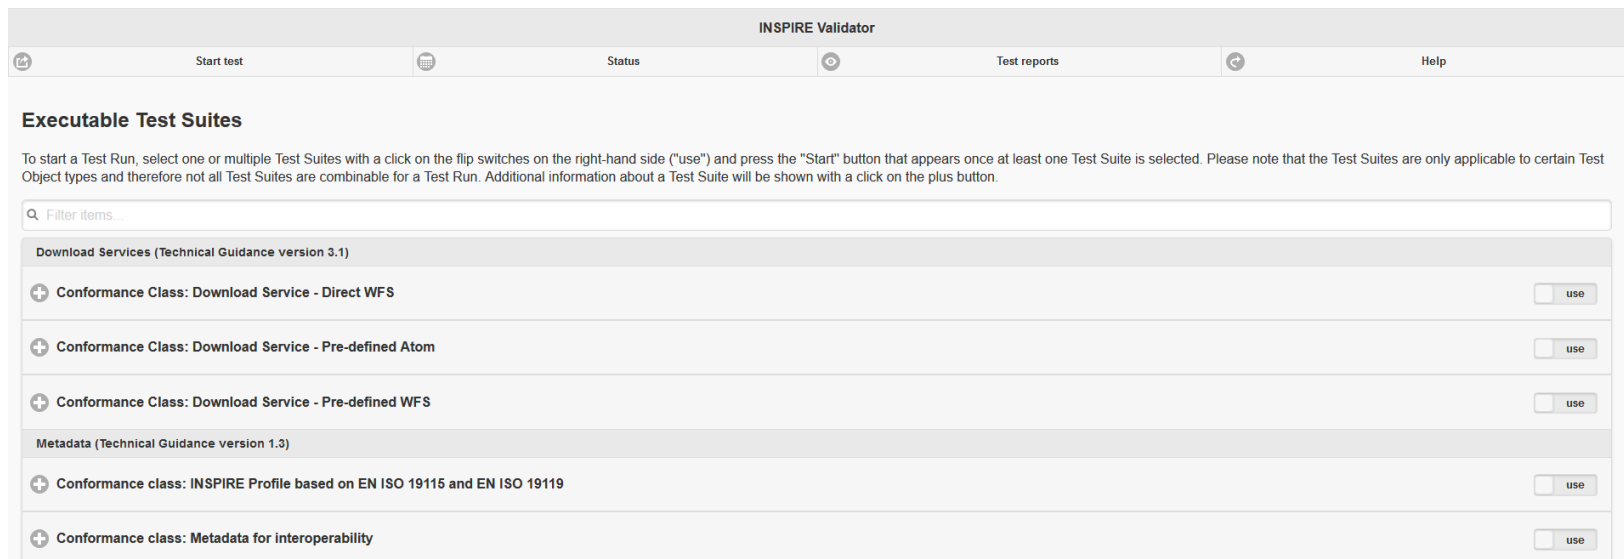 INSPIRE Validator
Start test
Status
Test reports
Help
Executable Test Suites
To start a Test Run, select one or multiple Test Suites with a click on the flip switches on the right-hand side ("use") and press the "Start" button that appears once at least one Test Suite is selected. Please note that the Test Suites are only applicable to certain Test
Object types and therefore not all Test Suites are combinable for a Test Run. Additional information about a Test Suite will be shown with a click on the plus button.
Filter items...
Download Services (Technical Guidance version 3.1)
Conformance Class: Download Service - Direct WFS
use
Conformance Class: Download Service - Pre-defined Atom
use
Conformance Class: Download Service - Pre-defined WFS
use
Metadata (Technical Guidance version 1.3)
Conformance class: INSPIRE Profile based on EN ISO 19115 and EN ISO 19119
use
Conformance class: Metadata for interoperability
use